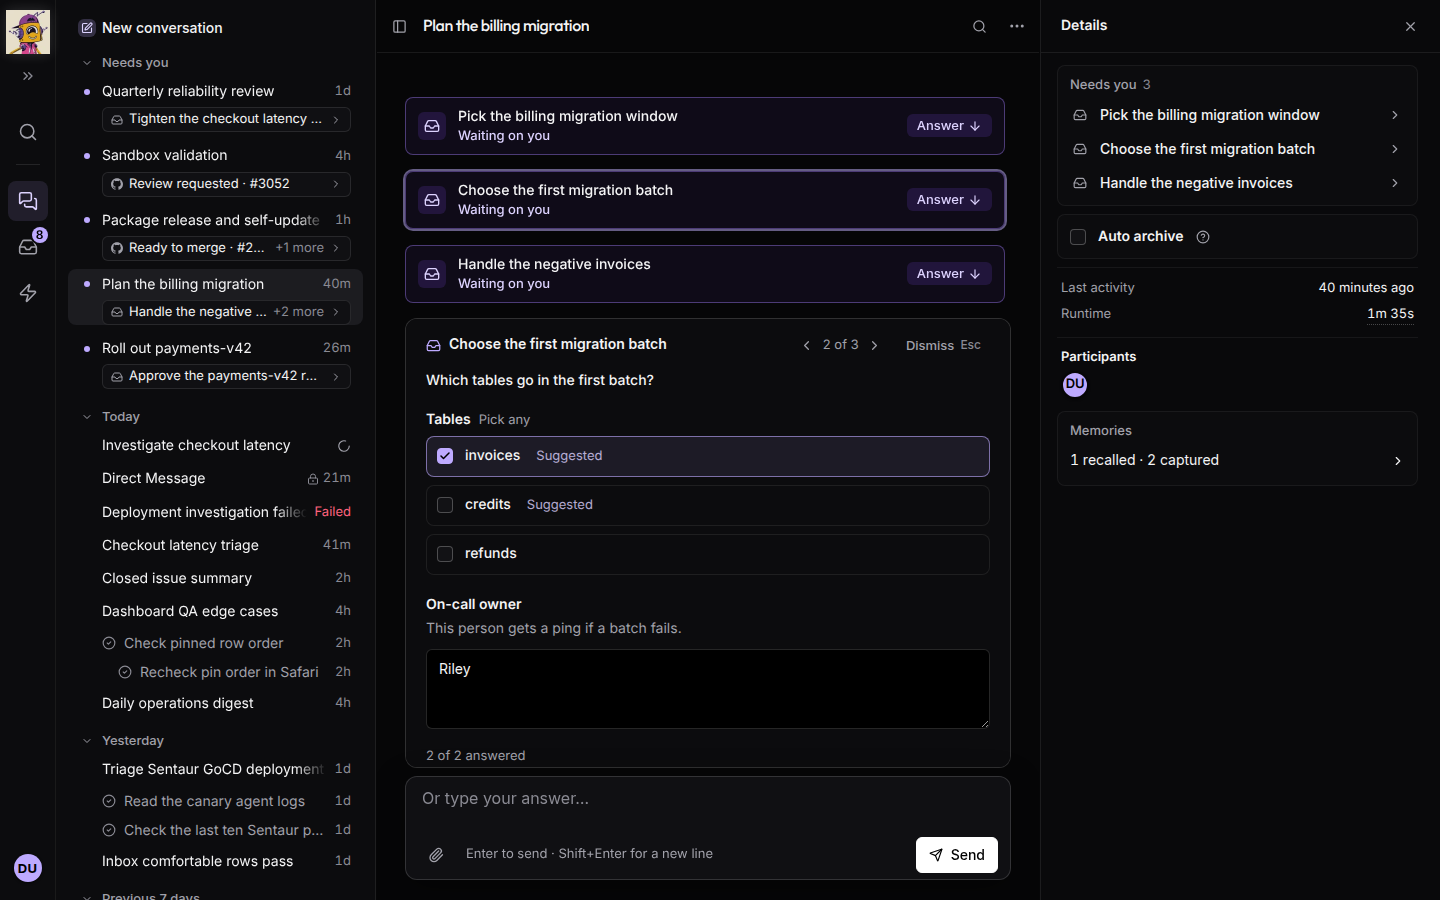 New conversation
Needs you
Quarterly reliability review 1d
Tighten the checkout latency ...
Sandbox validation 4h
Review requested · #3052
Package release and self-update 1h
Ready to merge · #2... +1 more
8
Plan the billing migration 40m
Handle the negative ... +2 more
Roll out payments-v42 26m
Approve the payments-v42 r...
Today
Investigate checkout latency
Direct Message 21m
Deployment investigation failed Failed
Checkout latency triage 41m
Closed issue summary 2h
Dashboard QA edge cases 4h
Check pinned row order 2h
Recheck pin order in Safari 2h
Daily operations digest 4h
Yesterday
Triage Sentaur GoCD deployment 1d
Read the canary agent logs 1d
Check the last ten Sentaur p... 1d
Inbox comfortable rows pass 1d
Previous 7 days
DU
Plan the billing migration
Pick the billing migration window
Waiting on you
Answer ↓
Choose the first migration batch
Waiting on you
Answer ↓
Handle the negative invoices
Waiting on you
Answer ↓
Choose the first migration batch 2 of 3 Dismiss Esc
Which tables go in the first batch?
Tables Pick any
invoices Suggested
credits Suggested
refunds
On-call owner
This person gets a ping if a batch fails.
Riley
2 of 2 answered
Or type your answer...
Enter to send · Shift+Enter for a new line
Send
Details
Needs you 3
Pick the billing migration window
Choose the first migration batch
Handle the negative invoices
Auto archive
Last activity 40 minutes ago
Runtime 1m 35s
Participants
DU
Memories
1 recalled · 2 captured